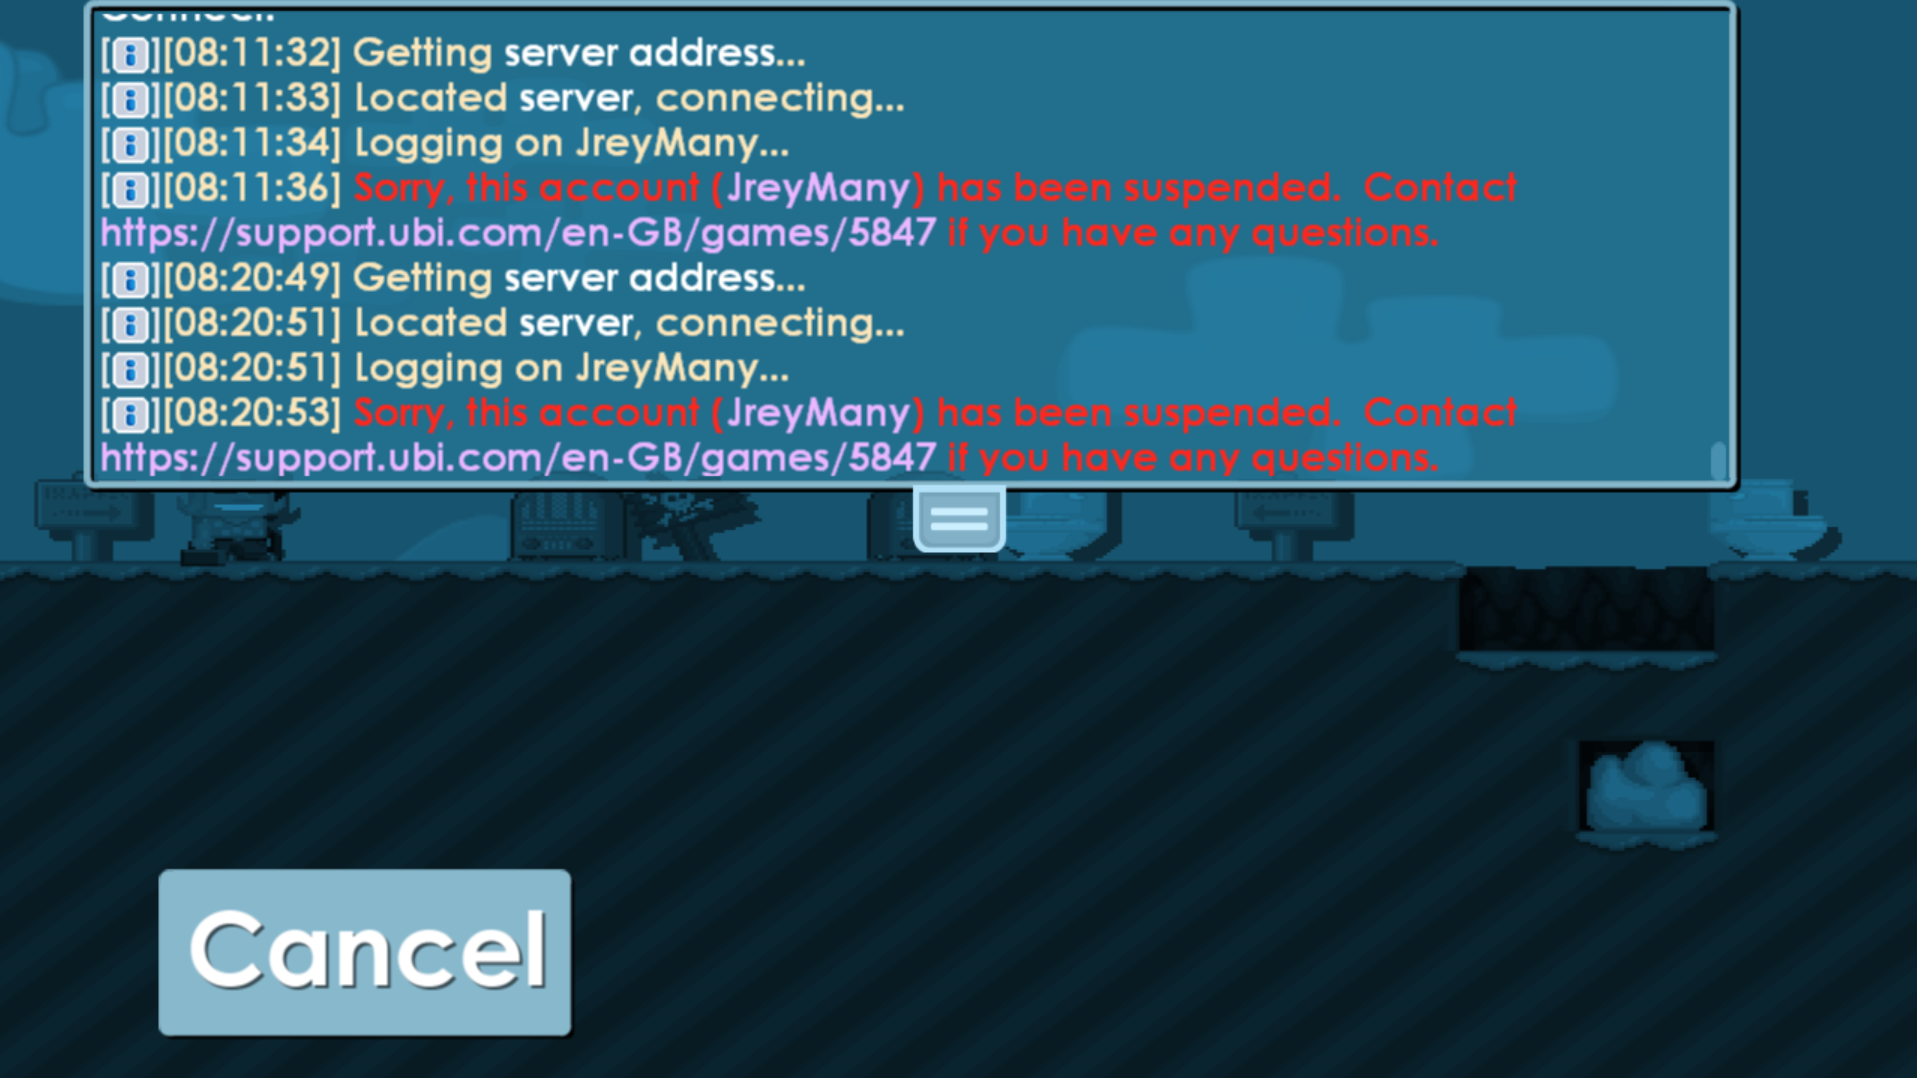 Connect.
[i][08:11:32] Getting server address...
[i][08:11:33] Located server, connecting...
[i][08:11:34] Logging on JreyMany...
[i][08:11:36] Sorry, this account (JreyMany) has been suspended.  Contact
https://support.ubi.com/en-GB/games/5847 if you have any questions.
[i][08:20:49] Getting server address...
[i][08:20:51] Located server, connecting...
[i][08:20:51] Logging on JreyMany...
[i][08:20:53] Sorry, this account (JreyMany) has been suspended.  Contact
https://support.ubi.com/en-GB/games/5847 if you have any questions.
Cancel